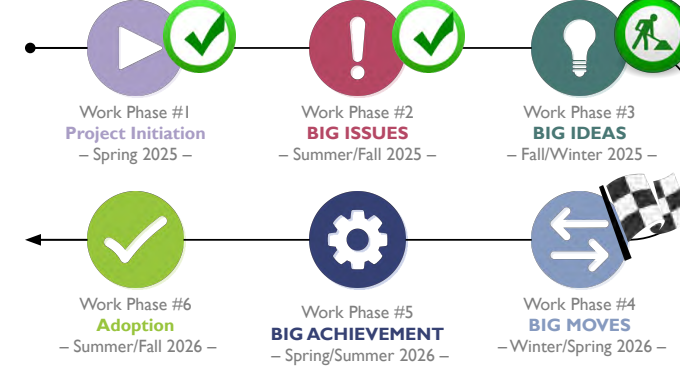 Work Phase #1
Project Initiation
– Spring 2025 –
Work Phase #2
BIG ISSUES
– Summer/Fall 2025 –
Work Phase #3
BIG IDEAS
– Fall/Winter 2025 –
Work Phase #6
Adoption
– Summer/Fall 2026 –
Work Phase #5
BIG ACHIEVEMENT
– Spring/Summer 2026 –
Work Phase #4
BIG MOVES
– Winter/Spring 2026 –